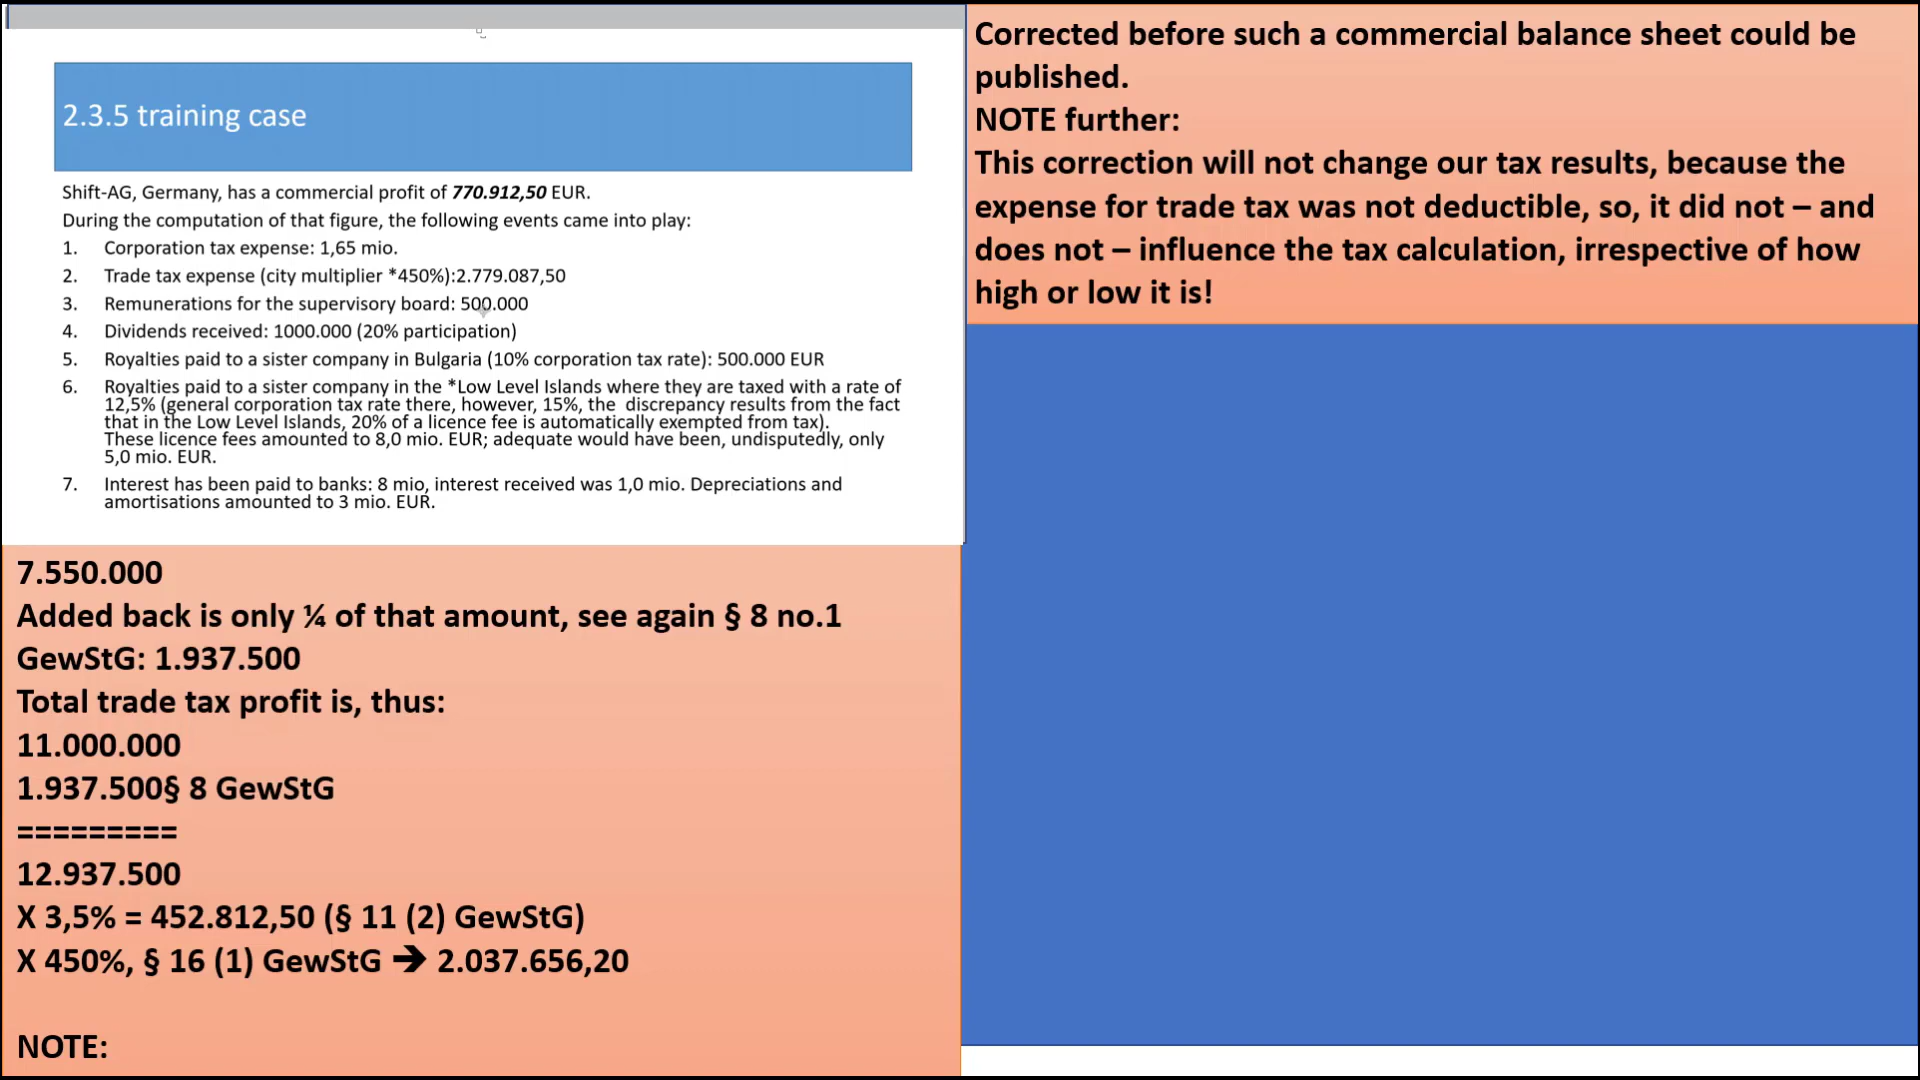 2.3.5 training case
Shift-AG, Germany, has a commercial profit of 770.912,50 EUR.
During the computation of that figure, the following events came into play:
1. Corporation tax expense: 1,65 mio.
2. Trade tax expense (city multiplier *450%):2.779.087,50
3. Remunerations for the supervisory board: 500.000
4. Dividends received: 1000.000 (20% participation)
5. Royalties paid to a sister company in Bulgaria (10% corporation tax rate): 500.000 EUR
6. Royalties paid to a sister company in the *Low Level Islands where they are taxed with a rate of
12,5% (general corporation tax rate there, however, 15%, the discrepancy results from the fact
that in the Low Level Islands, 20% of a licence fee is automatically exempted from tax).
These licence fees amounted to 8,0 mio. EUR; adequate would have been, undisputedly, only
5,0 mio. EUR.
7. Interest has been paid to banks: 8 mio, interest received was 1,0 mio. Depreciations and
amortisations amounted to 3 mio. EUR.
7.550.000
Added back is only ¼ of that amount, see again § 8 no.1
GewStG: 1.937.500
Total trade tax profit is, thus:
11.000.000
1.937.500§ 8 GewStG
=========
12.937.500
X 3,5% = 452.812,50 (§ 11 (2) GewStG)
X 450%, § 16 (1) GewStG ➔ 2.037.656,20
NOTE:
Corrected before such a commercial balance sheet could be
published.
NOTE further:
This correction will not change our tax results, because the
expense for trade tax was not deductible, so, it did not – and
does not – influence the tax calculation, irrespective of how
high or low it is!